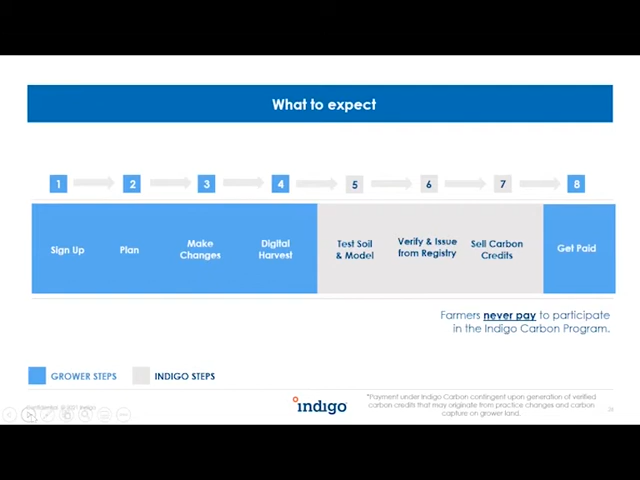 What to expect
1 2 3 4 5 6 7 8
Sign Up
Plan
Make
Changes
Digital
Harvest
Test Soil
& Model
Verify & Issue
from Registry
Sell Carbon
Credits
Get Paid
Farmers never pay to participate
in the Indigo Carbon Program.
GROWER STEPS
INDIGO STEPS
Confidential © 2021 Indigo
indigo
*Payment under Indigo Carbon contingent upon generation of verified
carbon credits that may originate from practice changes and carbon
capture on grower land.